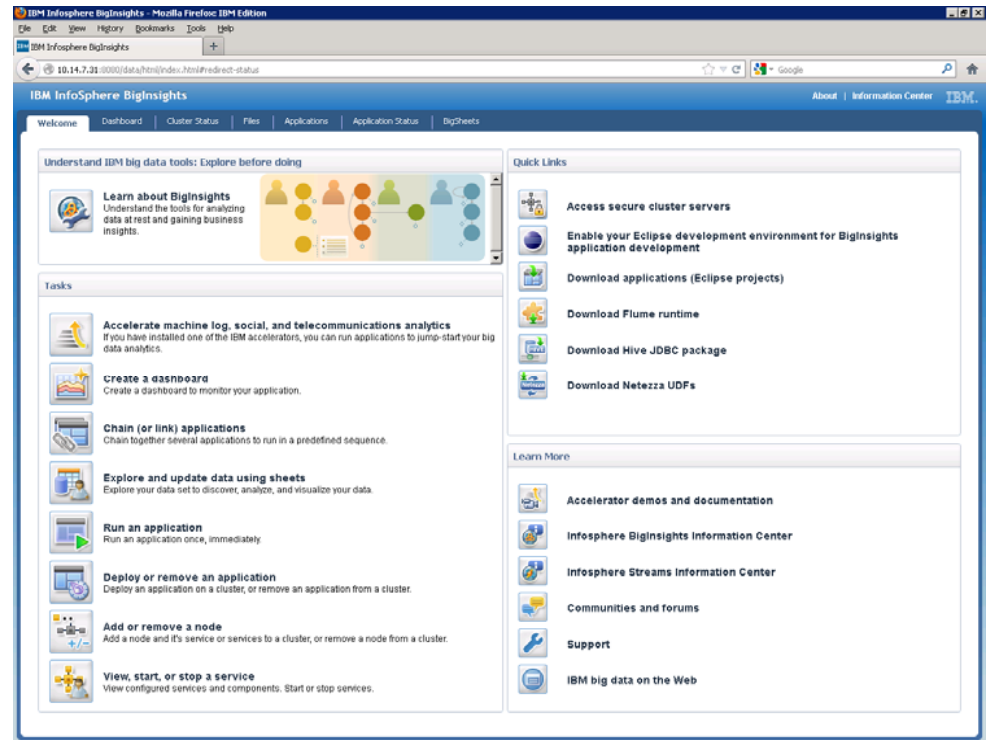 IBM Infosphere BigInsights - Mozilla Firefox: IBM Edition
File Edit View History Bookmarks Tools Help
IBM Infosphere BigInsights
10.14.7.31:8080/data/html/index.html#redirect-status
Google
IBM InfoSphere BigInsights
About | Information Center IBM.
Welcome Dashboard Cluster Status Files Applications Application Status BigSheets
Understand IBM big data tools: Explore before doing
Learn about BigInsights
Understand the tools for analyzing
data at rest and gaining business
insights.
Tasks
Accelerate machine log, social, and telecommunications analytics
If you have installed one of the IBM accelerators, you can run applications to jump-start your big
data analytics.
Create a dashboard
Create a dashboard to monitor your application.
Chain (or link) applications
Chain together several applications to run in a predefined sequence.
Explore and update data using sheets
Explore your data set to discover, analyze, and visualize your data.
Run an application
Run an application once, immediately.
Deploy or remove an application
Deploy an application on a cluster, or remove an application from a cluster.
Add or remove a node
Add a node and it's service or services to a cluster, or remove a node from a cluster.
View, start, or stop a service
View configured services and components. Start or stop services.
Quick Links
Access secure cluster servers
Enable your Eclipse development environment for BigInsights
application development
Download applications (Eclipse projects)
Download Flume runtime
Download Hive JDBC package
Netezza
Download Netezza UDFs
Learn More
Accelerator demos and documentation
Infosphere BigInsights Information Center
Infosphere Streams Information Center
Communities and forums
Support
IBM big data on the Web